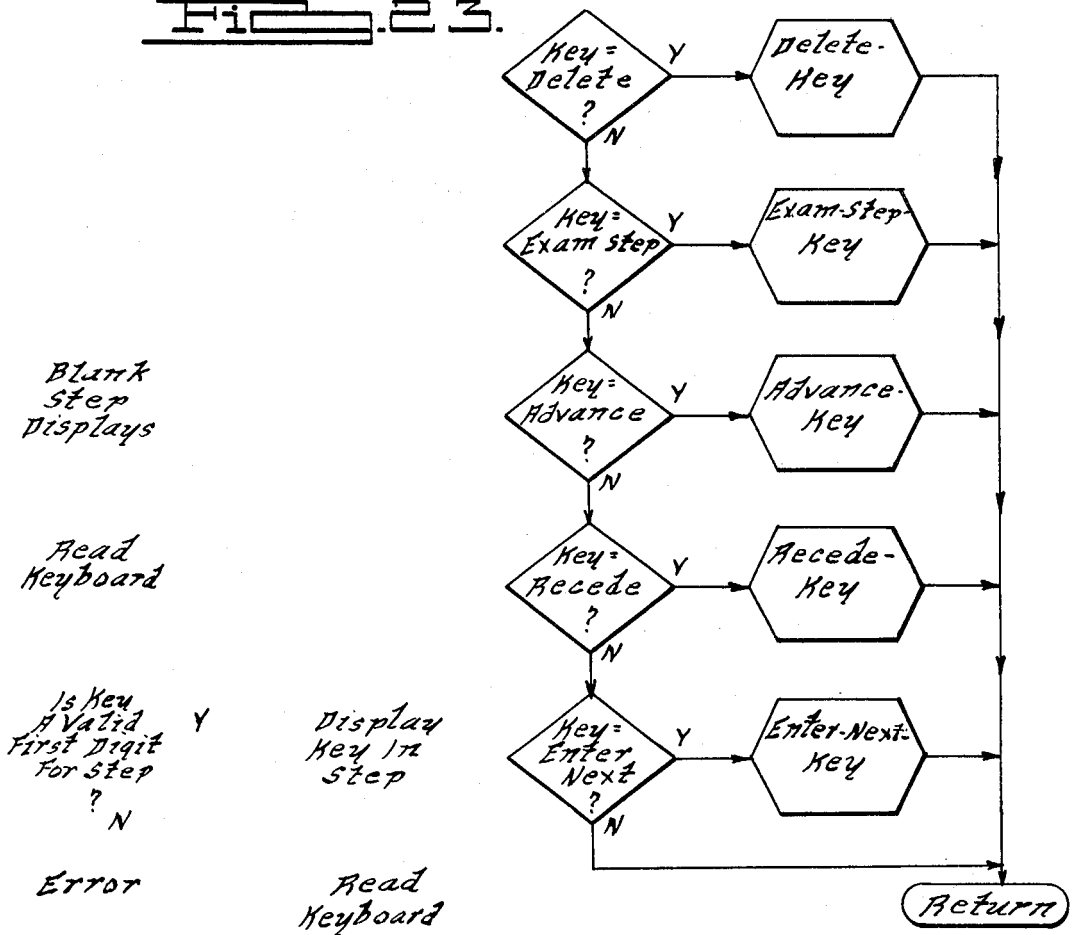 Fig. 23.
Key =
Delete
?
Y
N
Delete-
Key
Key =
Exam Step
?
Y
N
Exam-Step-
Key
Key =
Advance
?
Y
N
Advance-
Key
Key =
Recede
?
Y
N
Recede-
Key
Key =
Enter
Next
?
Y
N
Enter-Next-
Key
Return
Blank
Step
Displays
Read
Keyboard
Is Key
A Valid
First Digit
For Step
?
Y
N
Display
Key In
Step
Error
Read
Keyboard